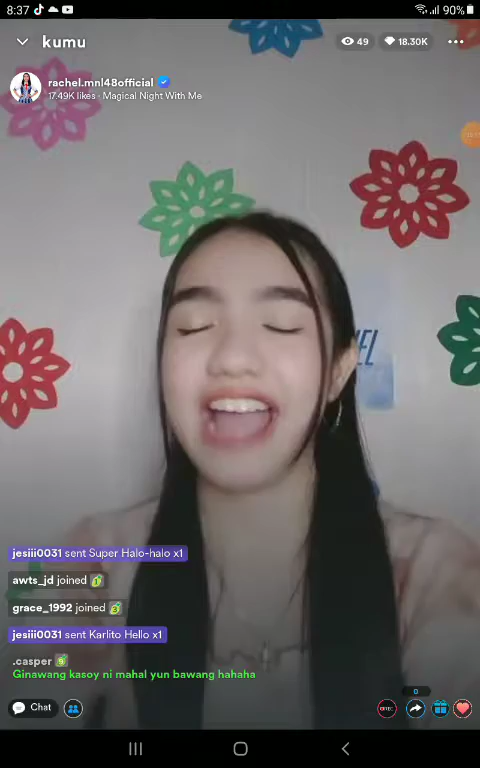 8:37
90%
kumu
49
18.30K
rachel.mnl48official
17.49K likes · Magical Night With Me
jesiii0031 sent Super Halo-halo x1
awts_jd joined
grace_1992 joined
jesiii0031 sent Karlito Hello x1
.casper
Ginawang kasoy ni mahal yun bawang hahaha
0
Chat